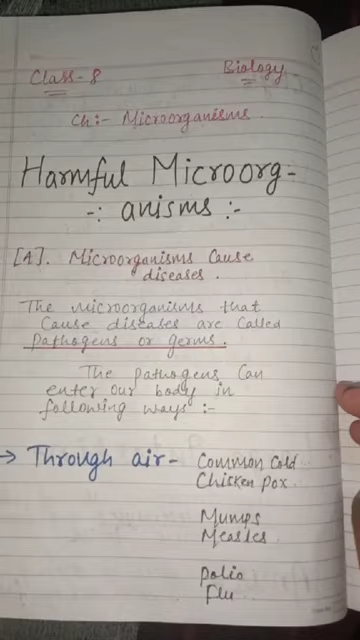 Class-8
Biology
Ch:- Microorganisms.
Harmful Microorg-
-: anisms :-
[A]. Microorganisms Cause
diseases.
The microorganisms that
Cause diseases are called
pathogens or germs.
The pathogens Can
enter our body in
following ways :-
→ Through air- Common Cold
Chicken pox
Mumps
Measles
polio
Flu